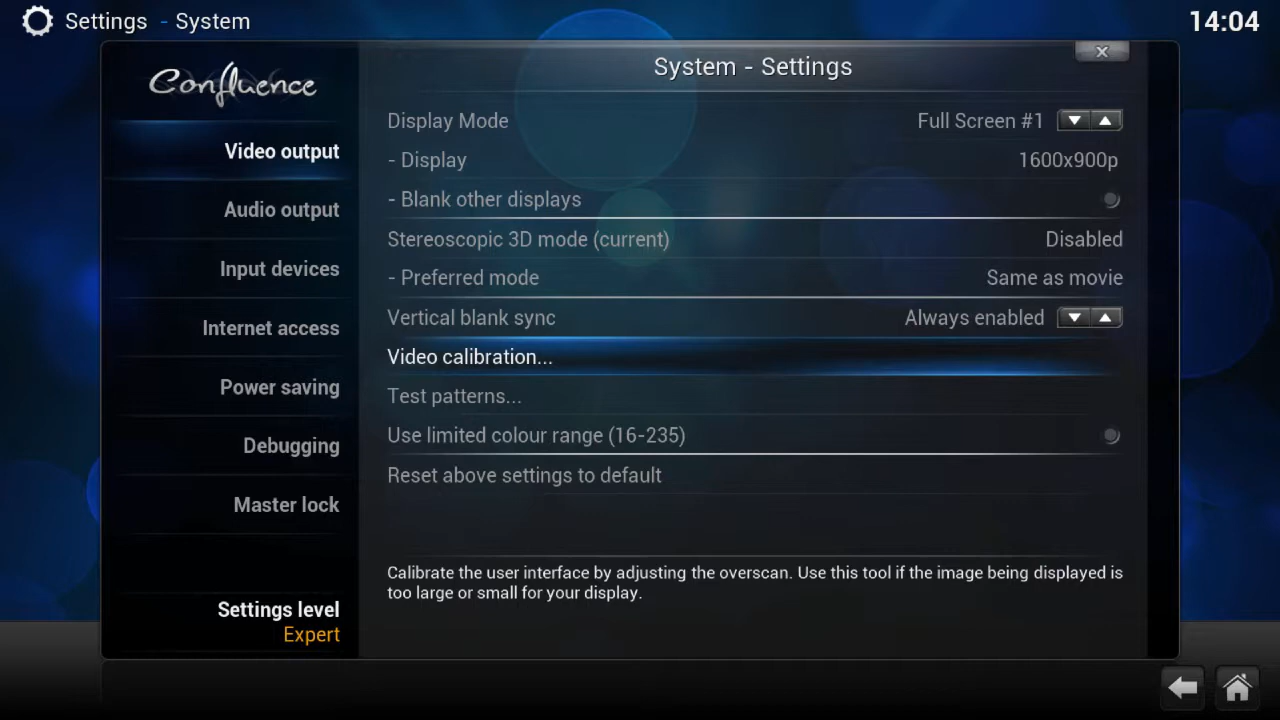 Settings - System
14:04
Confluence
System - Settings
Video output
Audio output
Input devices
Internet access
Power saving
Debugging
Master lock
Settings level
Expert
Display Mode Full Screen #1
- Display 1600x900p
- Blank other displays
Stereoscopic 3D mode (current) Disabled
- Preferred mode Same as movie
Vertical blank sync Always enabled
Video calibration...
Test patterns...
Use limited colour range (16-235)
Reset above settings to default
Calibrate the user interface by adjusting the overscan. Use this tool if the image being displayed is
too large or small for your display.